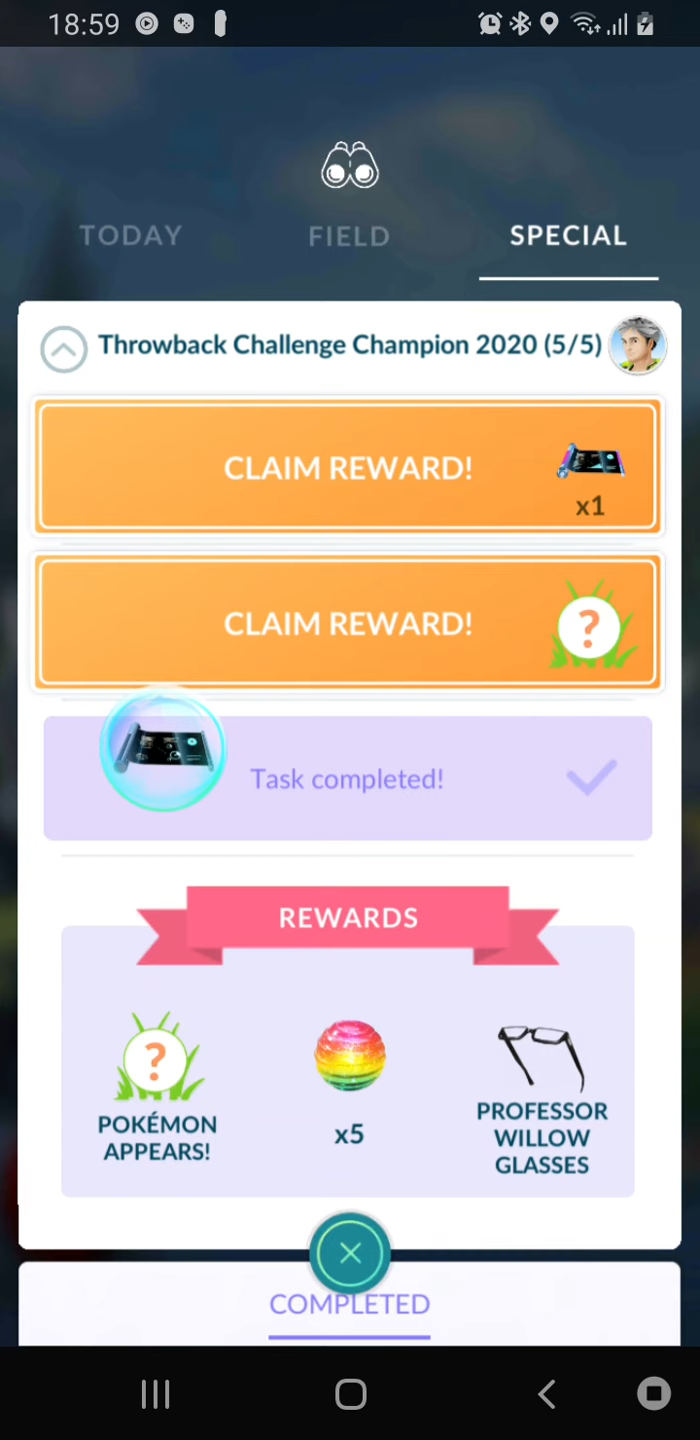 18:59
TODAY
FIELD
SPECIAL
Throwback Challenge Champion 2020 (5/5)
CLAIM REWARD!
x1
CLAIM REWARD!
?
Task completed!
REWARDS
?
POKÉMON
APPEARS!
x5
PROFESSOR
WILLOW
GLASSES
COMPLETED